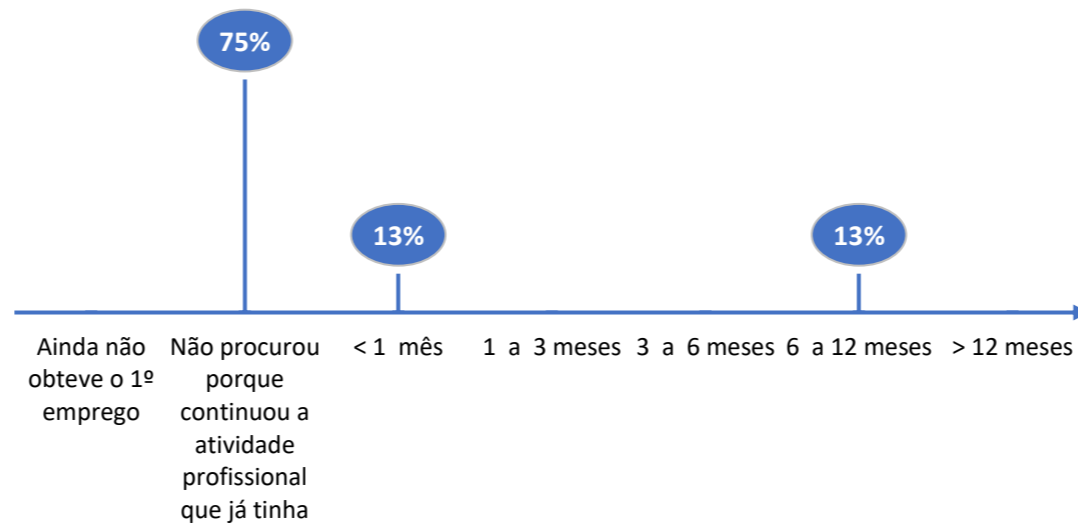 75%
13%
13%
Ainda não
obteve o 1º
emprego
Não procurou
porque
continuou a
atividade
profissional
que já tinha
< 1 mês
1 a 3 meses
3 a 6 meses
6 a 12 meses
> 12 meses